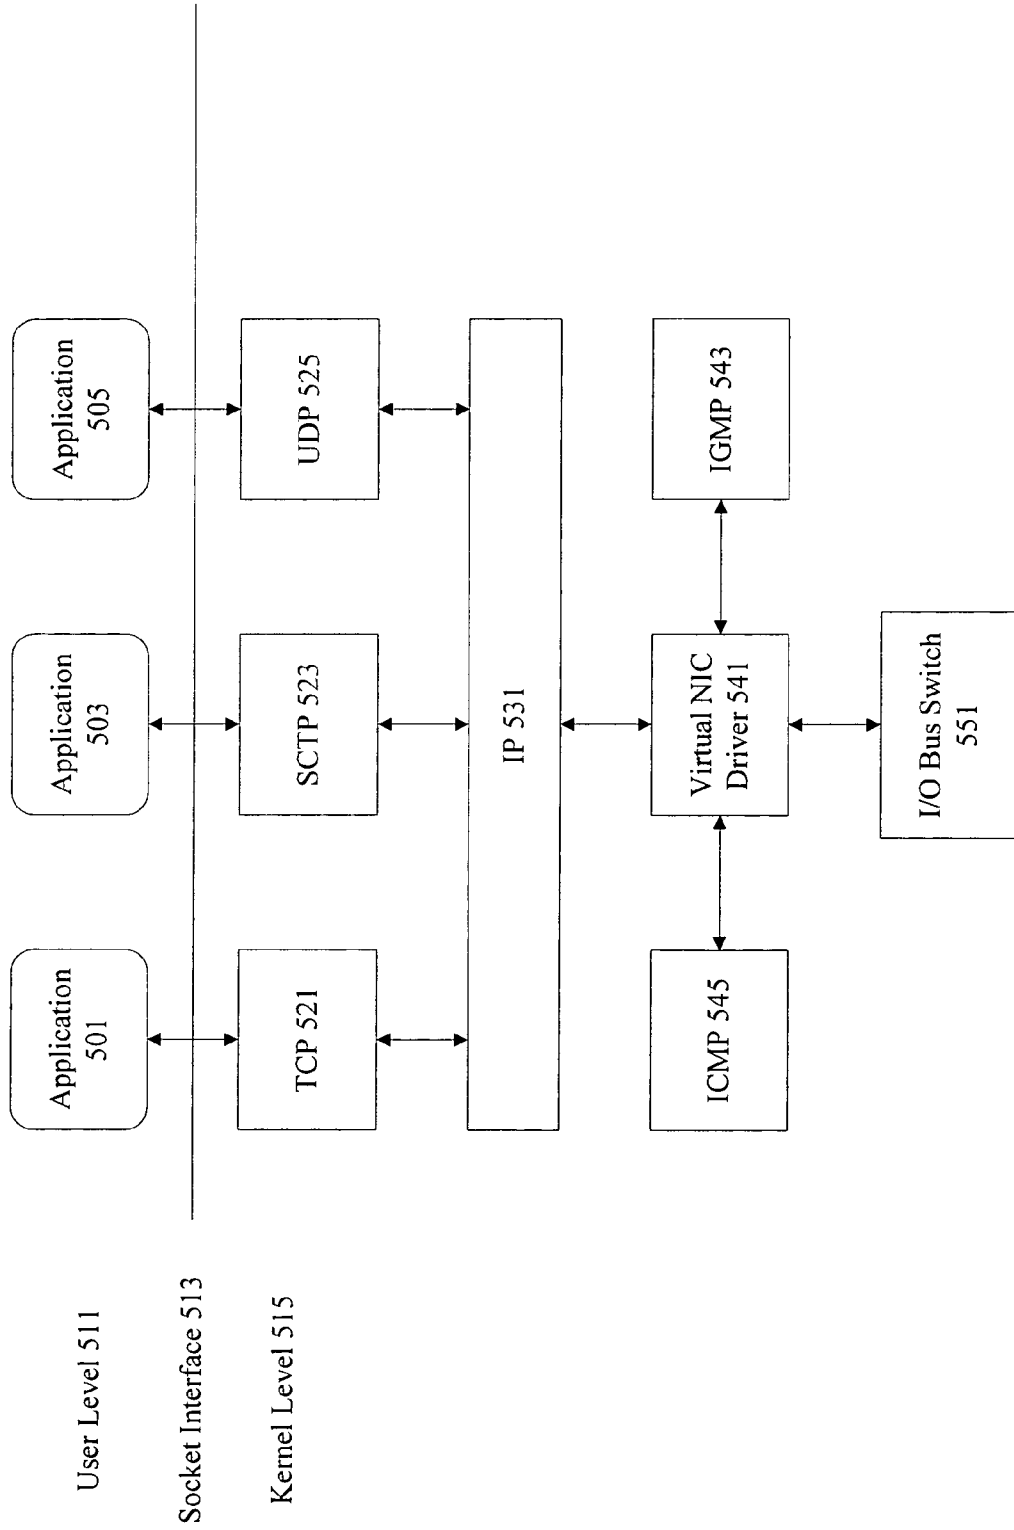 User Level 511
Application
501
Application
503
Application
505
Socket Interface 513
Kernel Level 515
TCP 521
SCTP 523
UDP 525
IP 531
ICMP 545
Virtual NIC
Driver 541
IGMP 543
I/O Bus Switch
551